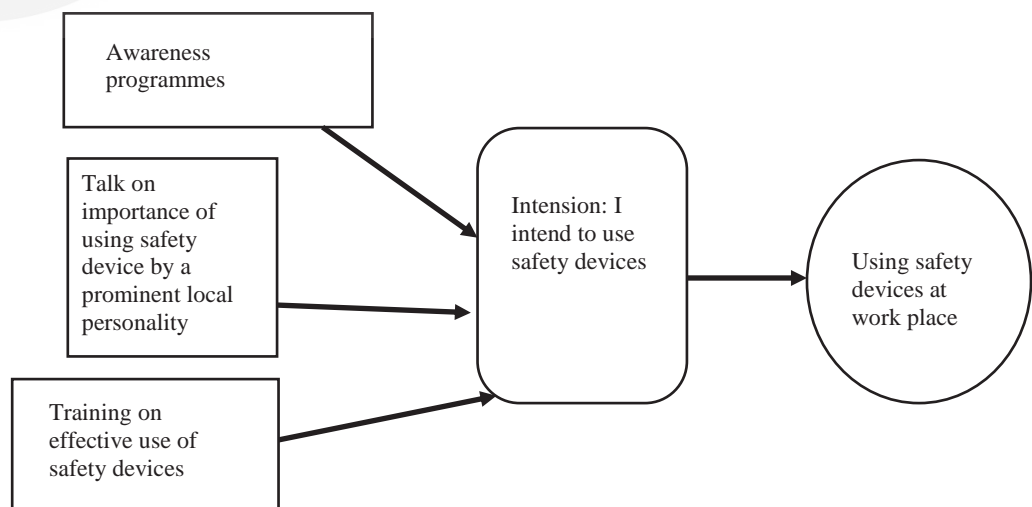 Awareness
programmes
Talk on
importance of
using safety
device by a
prominent local
personality
Training on
effective use of
safety devices
Intension: I
intend to use
safety devices
Using safety
devices at
work place